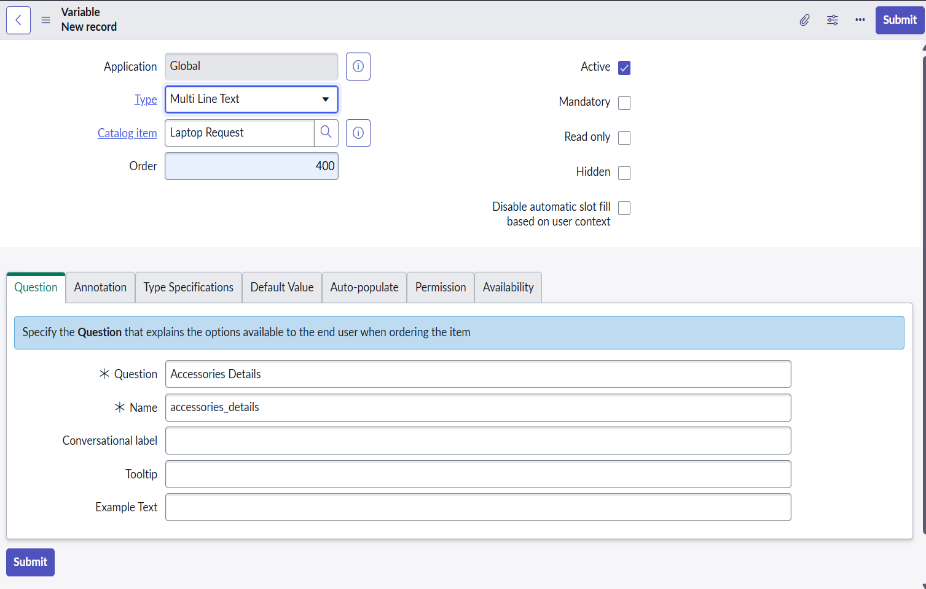 Variable
New record
Submit
Application Global
Type Multi Line Text
Catalog item Laptop Request
Order 400
Active
Mandatory
Read only
Hidden
Disable automatic slot fill
based on user context
Question Annotation Type Specifications Default Value Auto-populate Permission Availability
Specify the Question that explains the options available to the end user when ordering the item
Question Accessories Details
Name accessories_details
Conversational label
Tooltip
Example Text
Submit